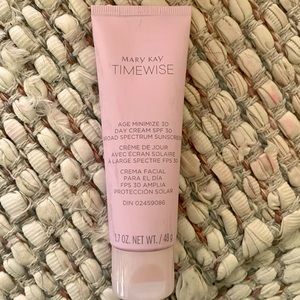 MARY KAY
TIMEWISE
AGE MINIMIZE 3D
DAY CREAM SPF 30
BROAD SPECTRUM SUNSCREEN
CRÈME DE JOUR
AVEC ÉCRAN SOLAIRE
À LARGE SPECTRE FPS 30
CREMA FACIAL
PARA EL DÍA
FPS 30 AMPLIA
PROTECCIÓN SOLAR
DIN 02459086
1.7 OZ. NET WT. / 48 g